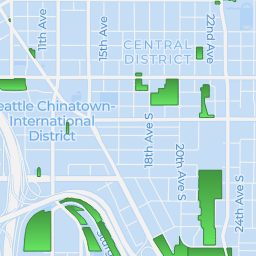 11th Ave
15th Ave
22nd Ave
CENTRAL
DISTRICT
eattle Chinatown-
International
District
18th Ave S
20th Ave S
24th Ave S